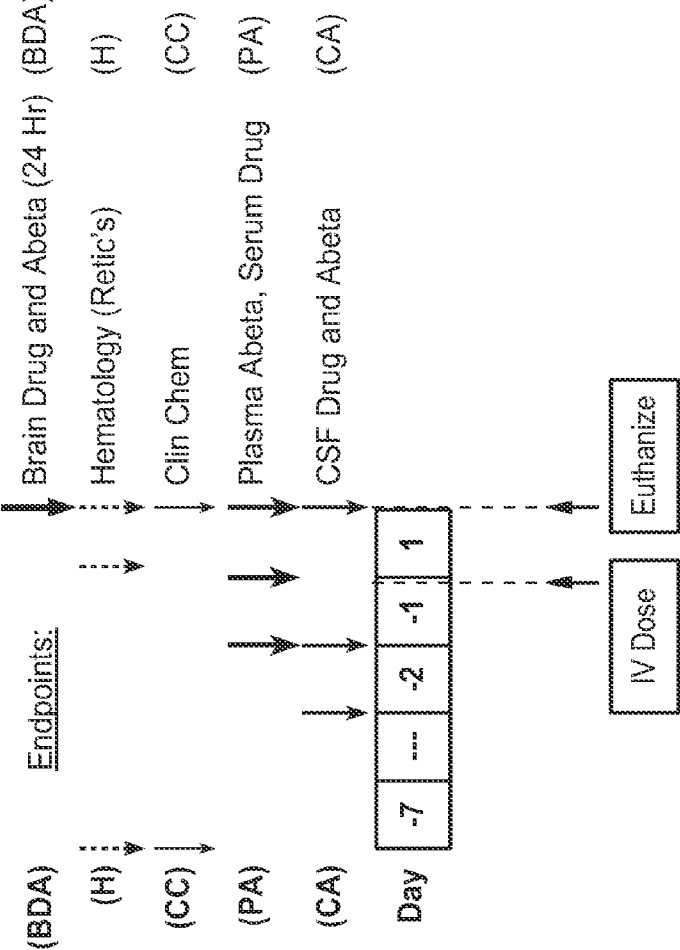 (BDA) Endpoints: Brain Drug and Abeta (24 Hr) (BDA)
(H) Hematology (Retic's) (H)
(CC) Clin Chem (CC)
(PA) Plasma Abeta, Serum Drug (PA)
(CA) CSF Drug and Abeta (CA)
Day -7 --- -2 -1 1
IV Dose Euthanize